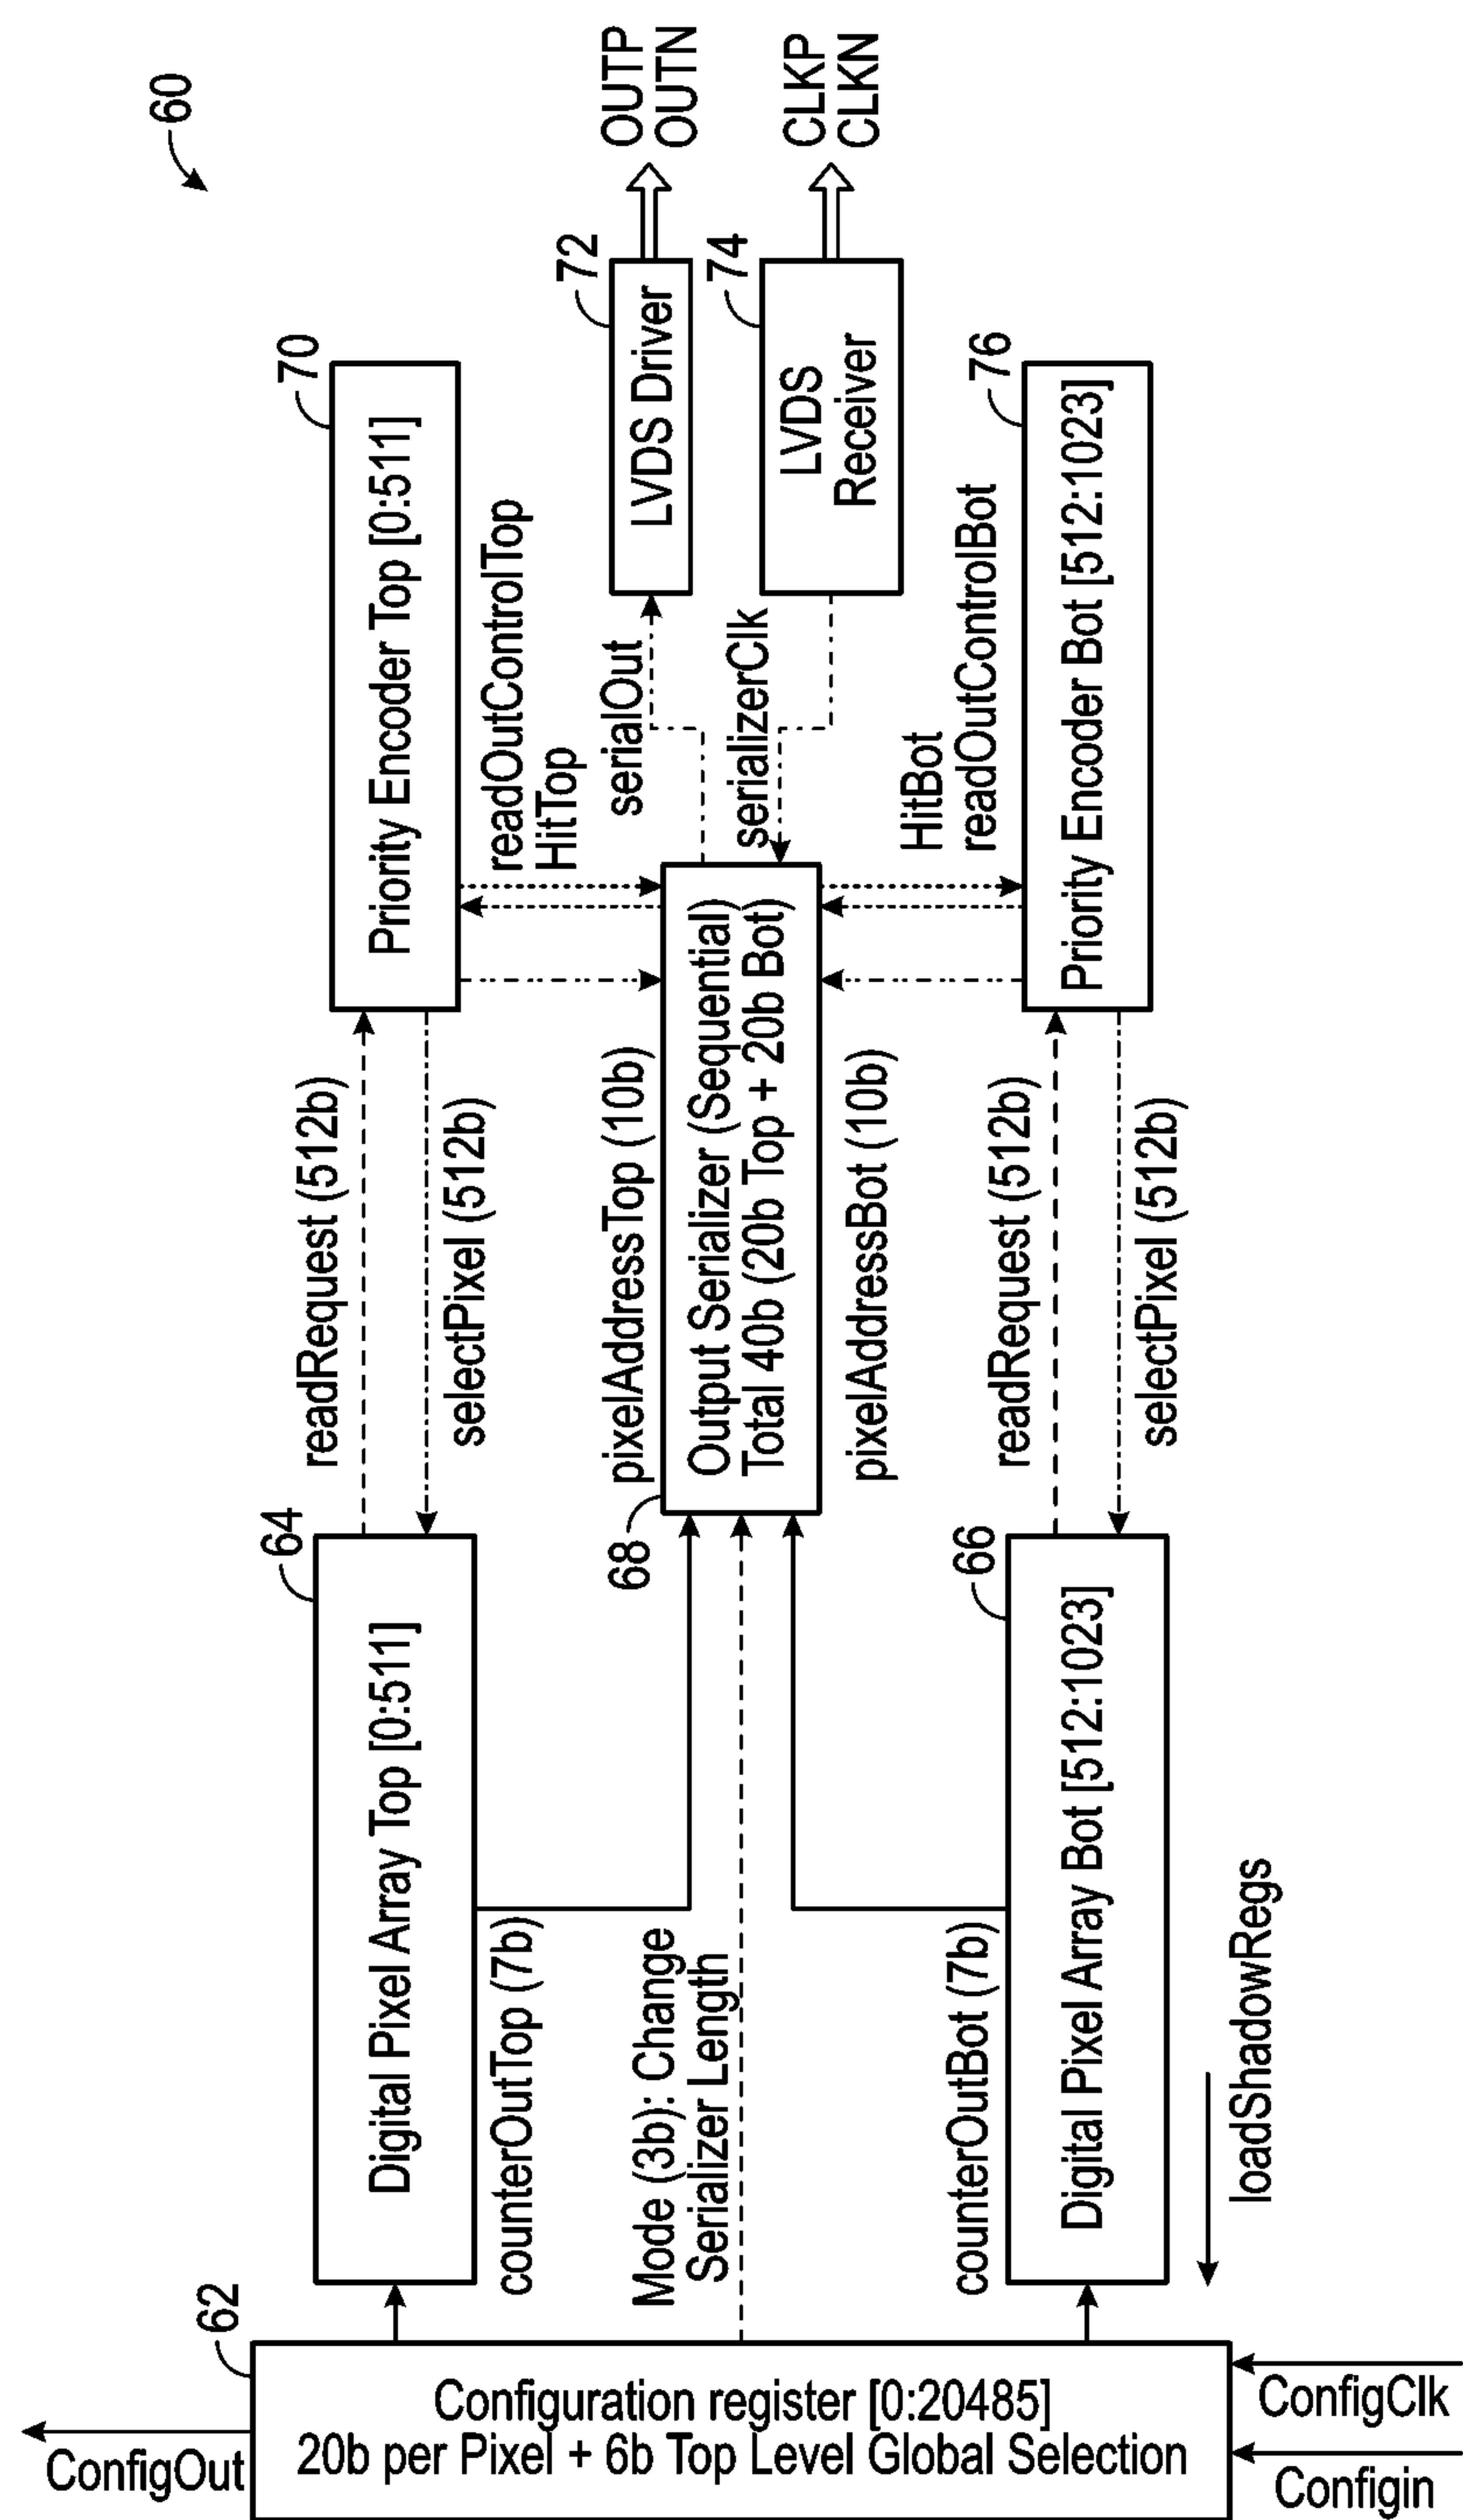 60
62
ConfigOut
Configuration register [0:20485]
20b per Pixel + 6b Top Level Global Selection
ConfigClk
Configin
64
Digital Pixel Array Top [0:511]
counterOutTop (7b)
Mode (3b): Change
Serializer Length
counterOutBot (7b)
66
Digital Pixel Array Bot [512:1023]
loadShadowRegs
readRequest (512b)
selectPixel (512b)
pixelAddressTop (10b)
68
Output Serializer (Sequential)
Total 40b (20b Top + 20b Bot)
pixelAddressBot (10b)
readRequest (512b)
selectPixel (512b)
70
Priority Encoder Top [0:511]
readOutControlTop
HitTop
serialOut
serializerClk
HitBot
readOutControlBot
76
Priority Encoder Bot [512:1023]
72
LVDS Driver
74
LVDS
Receiver
OUTP
OUTN
CLKP
CLKN